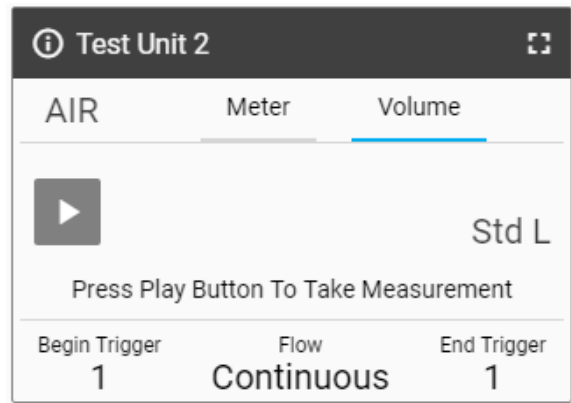 Test Unit 2
AIR Meter Volume
Std L
Press Play Button To Take Measurement
Begin Trigger Flow End Trigger
1 Continuous 1